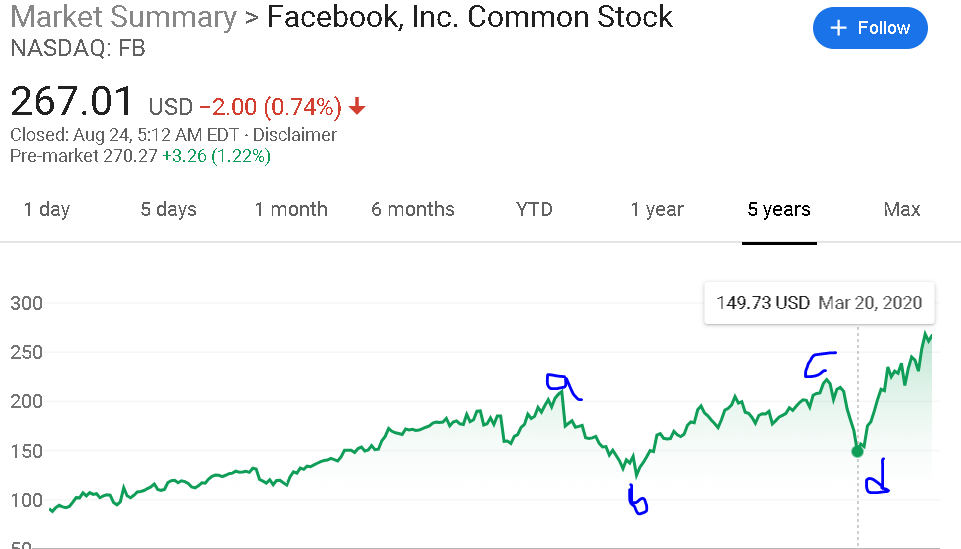 Market Summary > Facebook, Inc. Common Stock
+ Follow
NASDAQ: FB
267.01 USD −2.00 (0.74%) ↓
Closed: Aug 24, 5:12 AM EDT · Disclaimer
Pre-market 270.27 +3.26 (1.22%)
1 day 5 days 1 month 6 months YTD 1 year 5 years Max
149.73 USD Mar 20, 2020
300
250
c
a
200
150
d
b
100
50